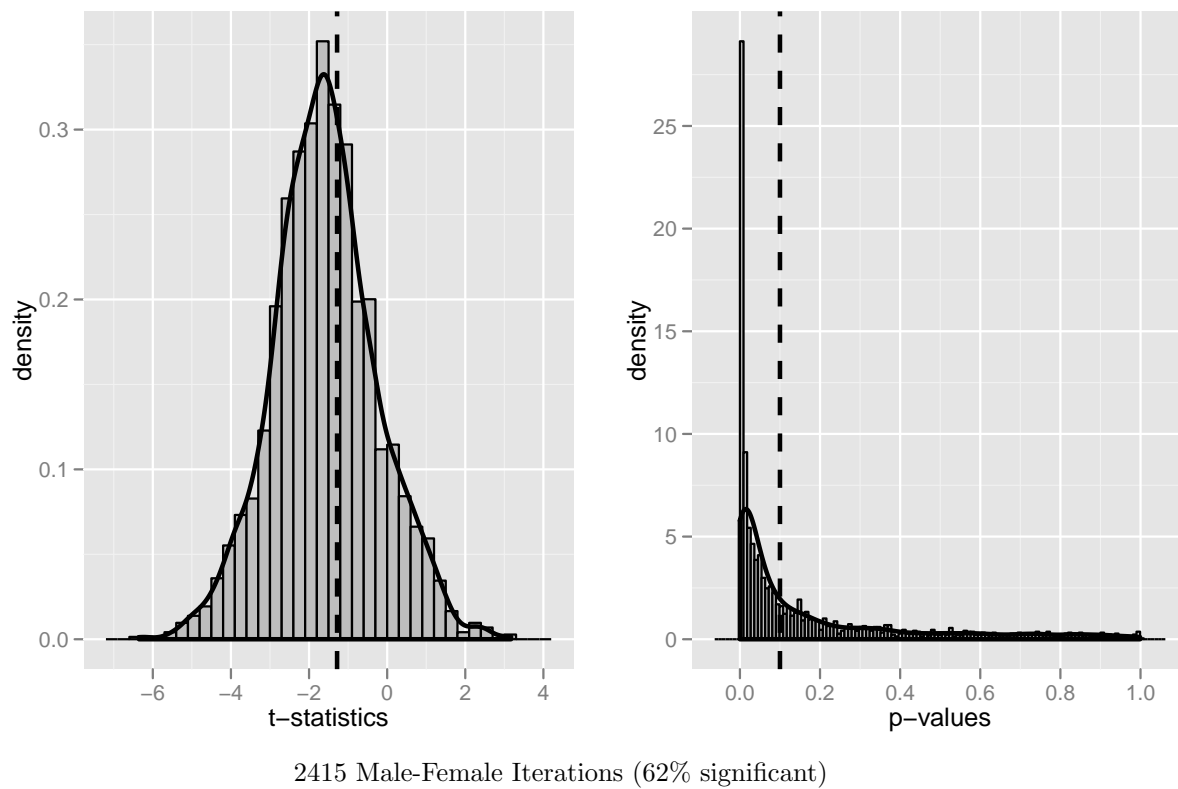 density
0.3
0.2
0.1
0.0
−6 −4 −2 0 2 4
t−statistics
density
25
20
15
10
5
0
0.0 0.2 0.4 0.6 0.8 1.0
p−values
2415 Male-Female Iterations (62% significant)